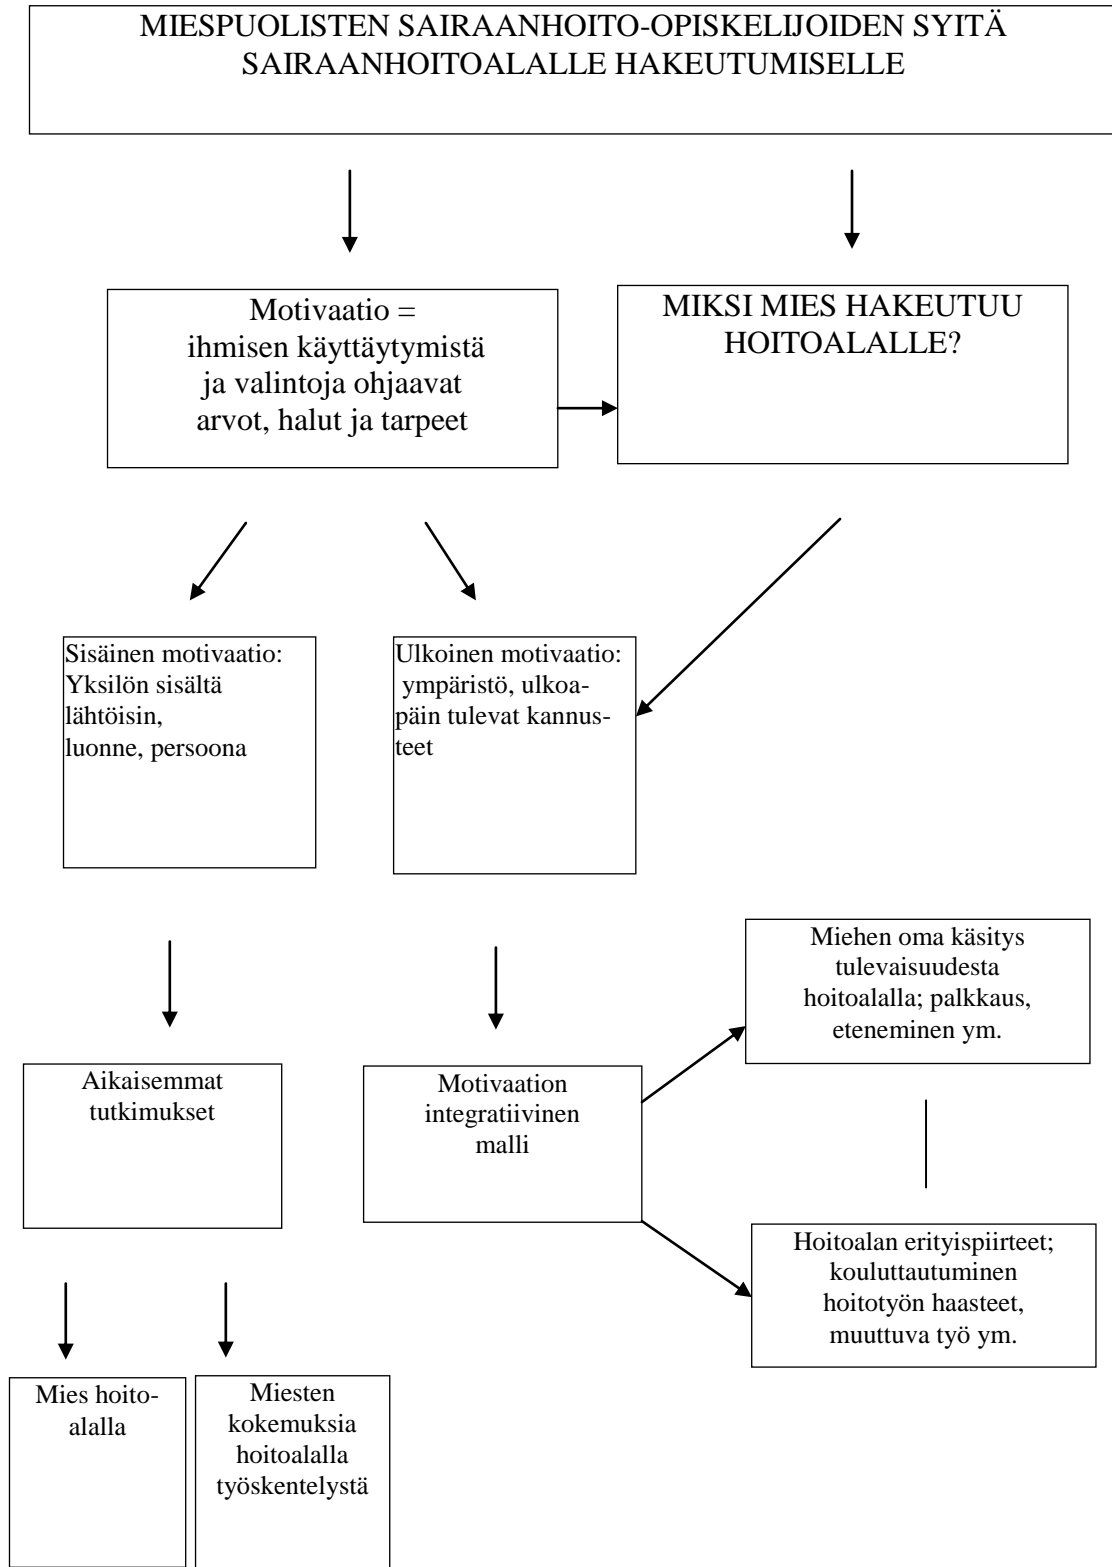 MIESPUOLISTEN SAIRAANHOITO-OPISKELIJOIDEN SYITÄ
SAIRAANHOITOALALLE HAKEUTUMISELLE
Motivaatio =
ihmisen käyttäytymistä
ja valintoja ohjaavat
arvot, halut ja tarpeet
MIKSI MIES HAKEUTUU
HOITOALALLE?
Sisäinen motivaatio:
Yksilön sisältä
lähtöisin,
luonne, persoona
Ulkoinen motivaatio:
ympäristö, ulkoa-
päin tulevat kannus-
teet
Miehen oma käsitys
tulevaisuudesta
hoitoalalla; palkkaus,
eteneminen ym.
Aikaisemmat
tutkimukset
Motivaation
integratiivinen
malli
Hoitoalan erityispiirteet;
kouluttautuminen
hoitotyön haasteet,
muuttuva työ ym.
Mies hoito-
alalla
Miesten
kokemuksia
hoitoalalla
työskentelystä